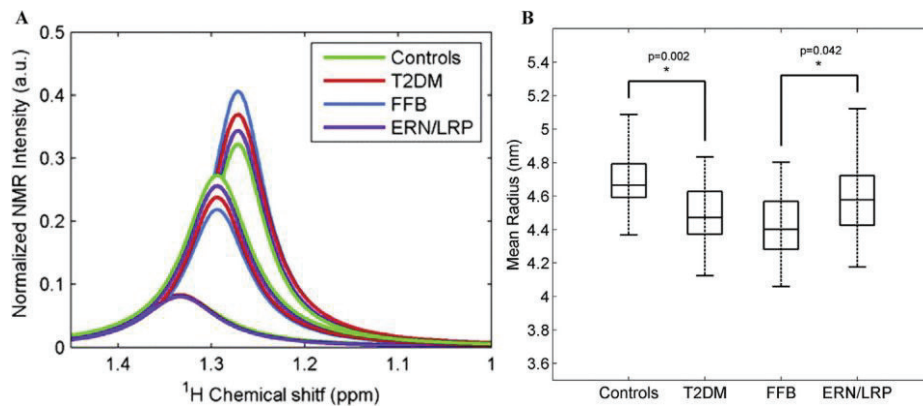 A
Normalized NMR Intensity (a.u.)
0.5
0.4
0.3
0.2
0.1
0
1.4
1.3
1.2
1.1
1
¹H Chemical shitf (ppm)
Controls
T2DM
FFB
ERN/LRP
B
Mean Radius (nm)
5.4
5.2
5
4.8
4.6
4.4
4.2
4
3.8
3.6
p=0.002
*
p=0.042
*
Controls
T2DM
FFB
ERN/LRP